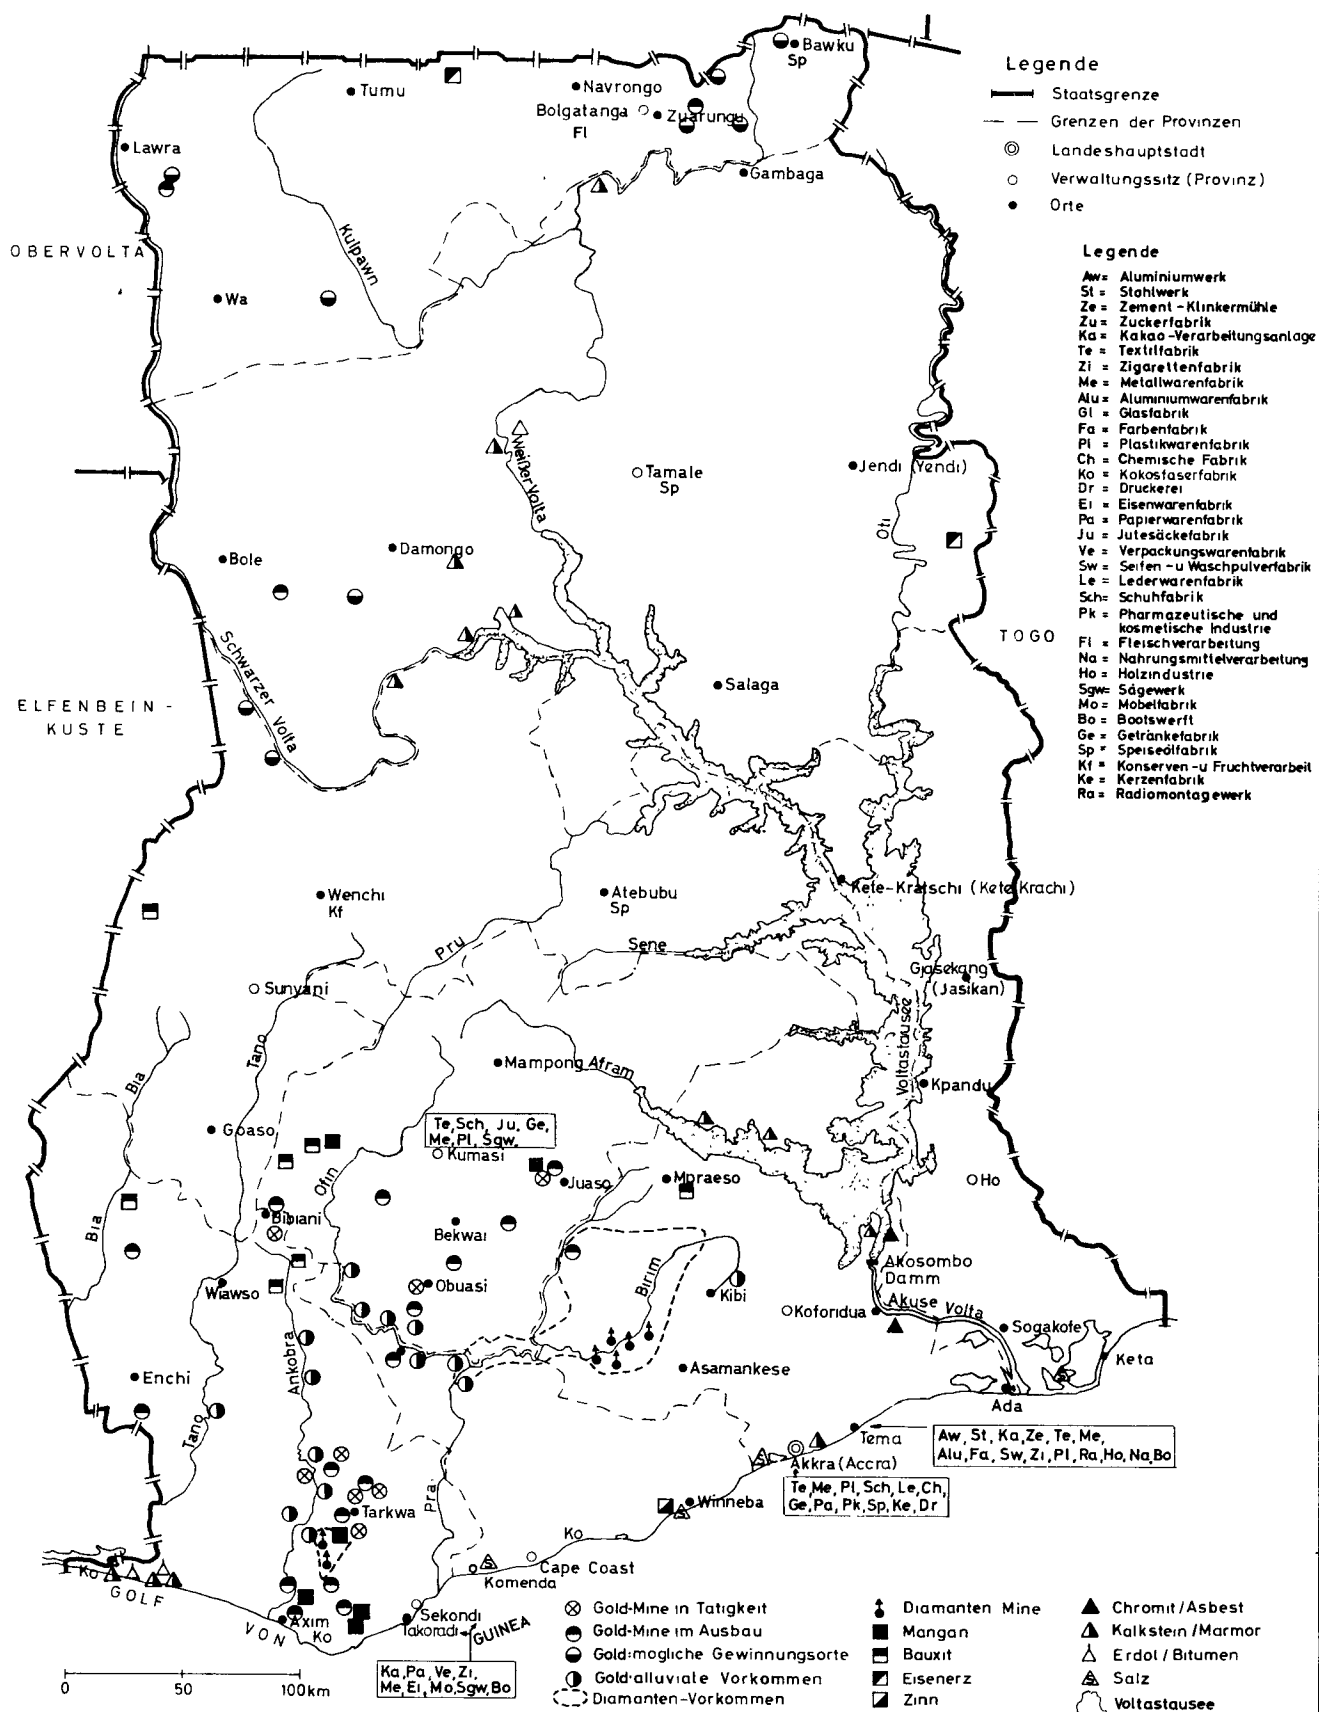 Bawku
Sp
Tumu
Navrongo
Bolgatanga
Fl
Zuarungu
Lawra
Gambaga
Kulpawn
OBERVOLTA
Wa
Legende
Staatsgrenze
Grenzen der Provinzen
Landeshauptstadt
Verwaltungssitz (Provinz)
Orte
Legende
Aw= Aluminiumwerk
St = Stahlwerk
Ze = Zement-Klinkermühle
Zu = Zuckerfabrik
Ka = Kakao-Verarbeitungsanlage
Te = Textilfabrik
Zi = Zigarettenfabrik
Me = Metallwarenfabrik
Alu = Aluminiumwarenfabrik
Gl = Glasfabrik
Fa = Farbenfabrik
Pl = Plastikwarenfabrik
Ch = Chemische Fabrik
Ko = Kokosfaserfabrik
Dr = Druckerei
Ei = Eisenwarenfabrik
Pa = Papierwarenfabrik
Ju = Jutesäckefabrik
Ve = Verpackungswarenfabrik
Sw = Seifen-u Waschpulverfabrik
Le = Lederwarenfabrik
Sch= Schuhfabrik
Pk = Pharmazeutische und
kosmetische Industrie
Fl = Fleischverarbeitung
Na = Nahrungsmittelverarbeitung
Ho = Holzindustrie
Sgw= Sägewerk
Mo = Möbelfabrik
Bo = Bootswerft
Ge = Getränkefabrik
Sp = Speiseölfabrik
Kf = Konserven-u Fruchtverarbeit
Ke = Kerzenfabrik
Ra = Radiomontagewerk
Weißer Volta
Tamale
Sp
Jendi (Yendi)
Oti
Bole
Damongo
Schwarzer Volta
TOGO
Salaga
ELFENBEIN-
KUSTE
Wenchi
Kf
Atebubu
Sp
Kete-Kratschi (Kete Krachi)
Pru
Sene
Gjasekang
(Jasikan)
Sunyani
Tano
Voltastausee
Bia
Mampong
Afram
Kpandu
Goaso
Te, Sch, Ju, Ge,
Me, Pl, Sgw,
Kumasi
Ofin
Juaso
Mpraeso
Ho
Bia
Bibiani
Bekwai
Akosombo
Damm
Wiawso
Obuasi
Birim
Kibi
Koforidua
Akuse
Volta
Sogakofe
Ankobra
Keta
Enchi
Asamankese
Ada
Tano
Tema
Aw, St, Ka, Ze, Te, Me,
Alu, Fa, Sw, Zi, Pl, Ra, Ho, Na, Bo
Akkra (Accra)
Te, Me, Pl, Sch, Le, Ch,
Ge, Pa, Pk, Sp, Ke, Dr
Pra
Tarkwa
Winneba
Ko
Cape Coast
Komenda
Ko
GOLF
VON
GUINEA
Axim
Ko
Sekondi
Takoradi
Ka, Pa, Ve, Zi,
Me, Ei, Mo, Sgw, Bo
0 50 100km
Gold-Mine in Tätigkeit
Gold-Mine im Ausbau
Gold:mögliche Gewinnungsorte
Gold:alluviale Vorkommen
Diamanten-Vorkommen
Diamanten Mine
Mangan
Bauxit
Eisenerz
Zinn
Chromit/Asbest
Kalkstein/Marmor
Erdöl/Bitumen
Salz
Voltastausee